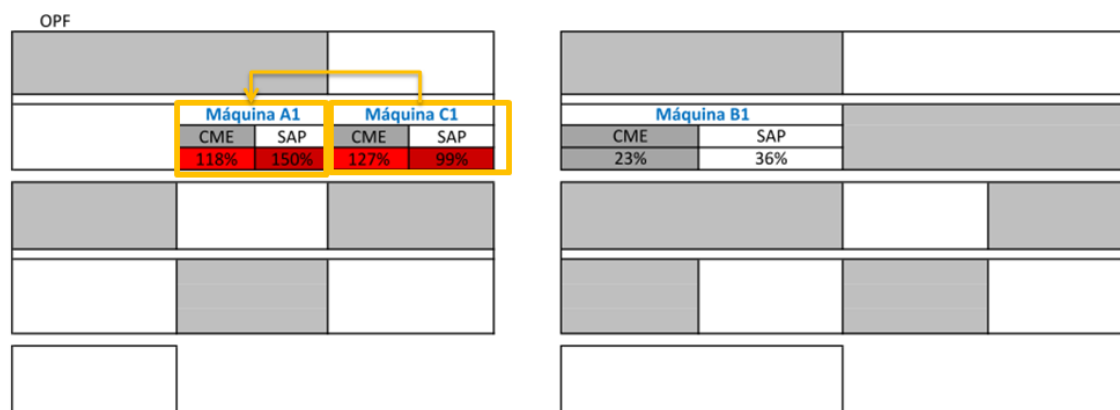 OPF
Máquina A1 Máquina C1 Máquina B1
CME SAP CME SAP CME SAP
118% 150% 127% 99% 23% 36%